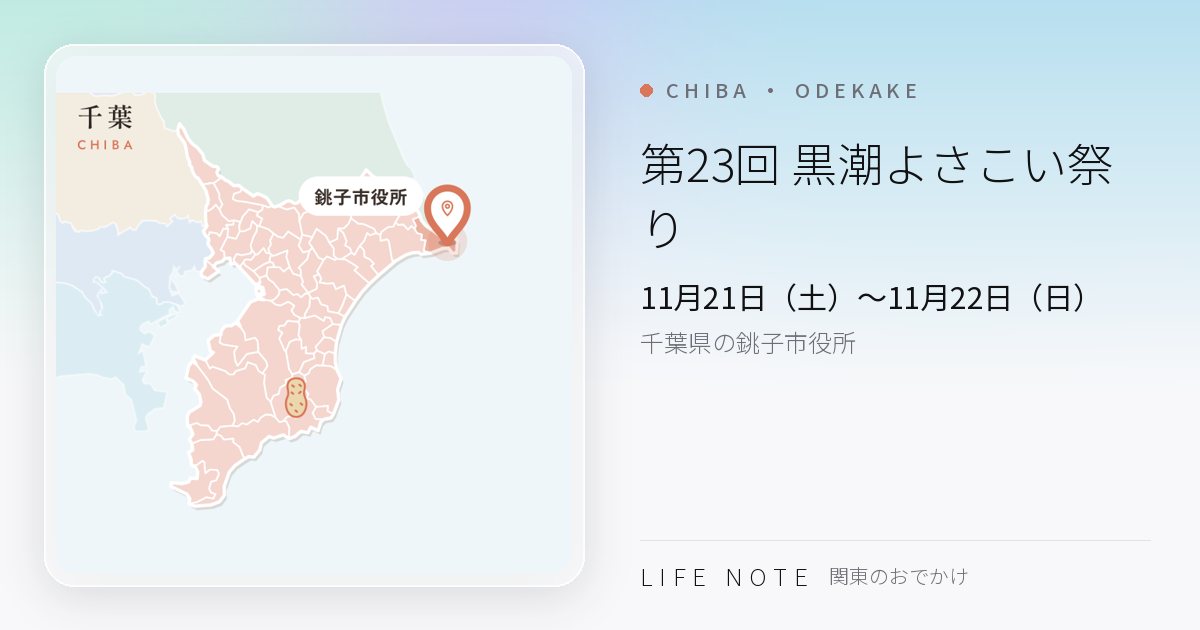 千葉
CHIBA
銚子市役所
CHIBA • ODEKAKE
第23回 黒潮よさこい祭
り
11月21日（土）〜11月22日（日）
千葉県の銚子市役所
LIFE NOTE 関東のおでかけ